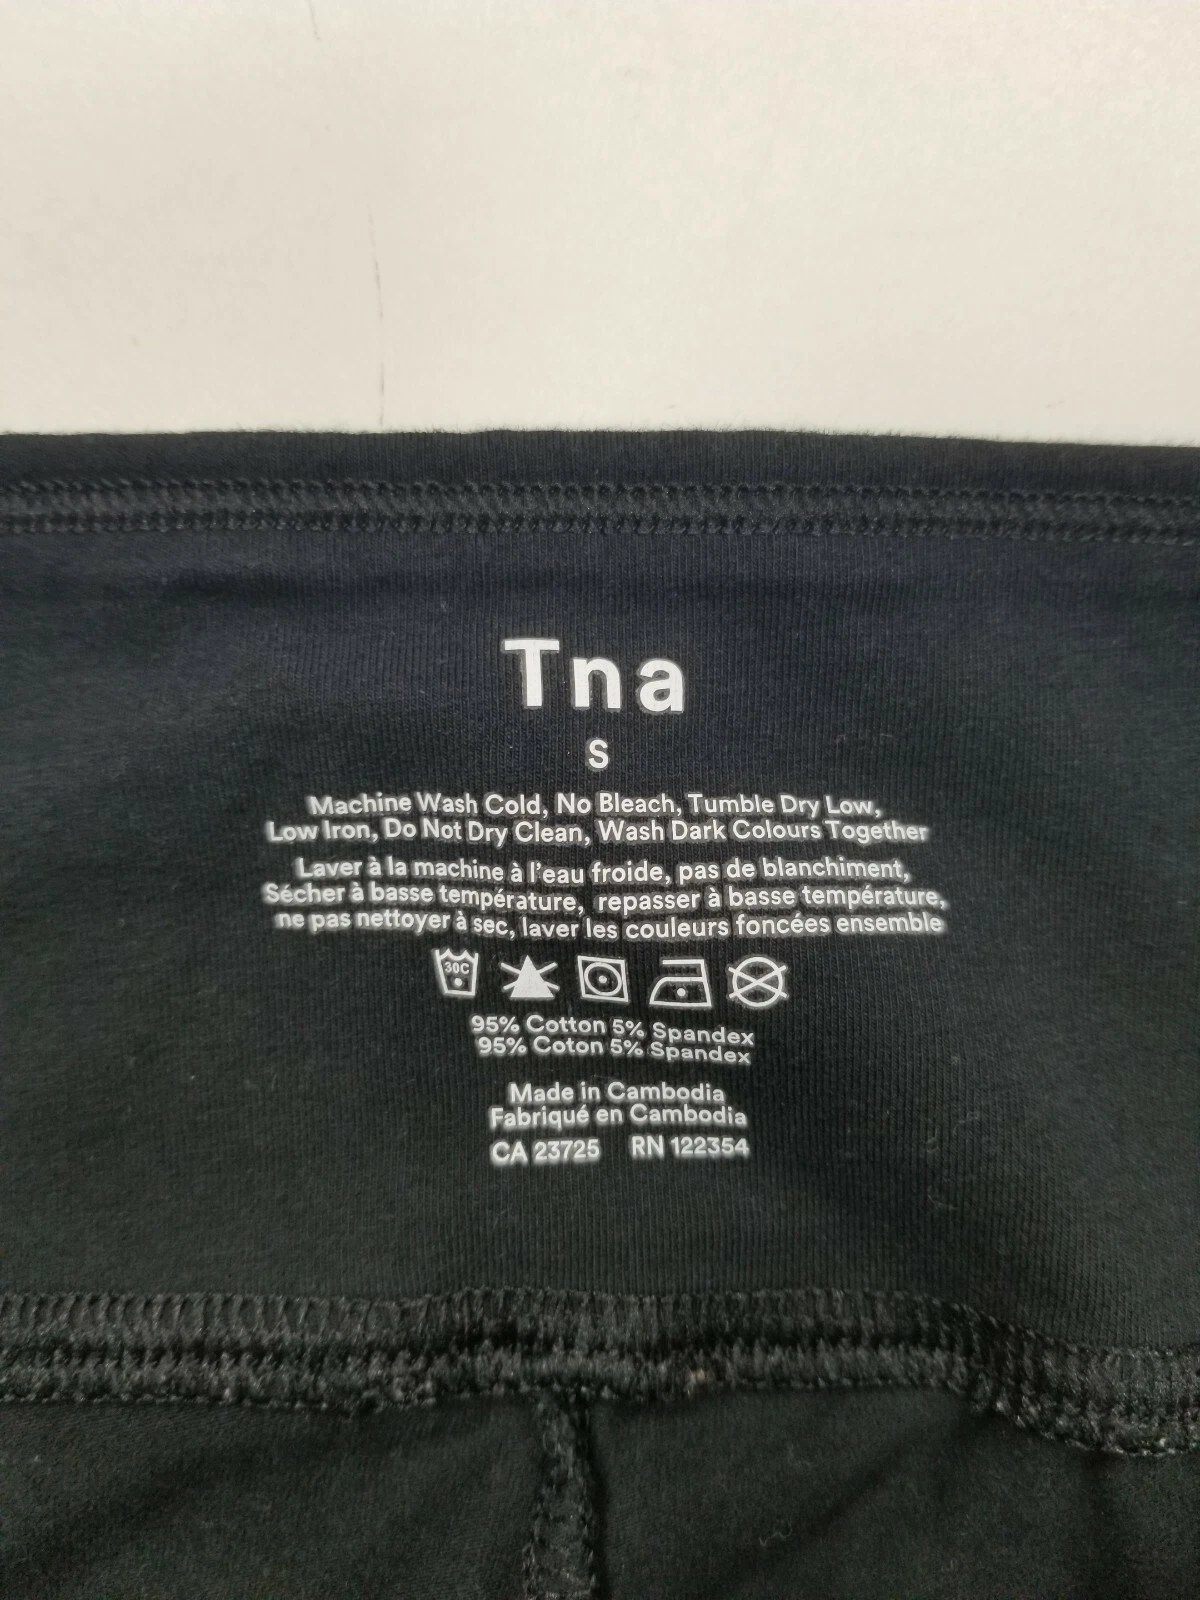 Tna
S
Machine Wash Cold, No Bleach, Tumble Dry Low,
Low Iron, Do Not Dry Clean, Wash Dark Colours Together
Laver à la machine à l'eau froide, pas de blanchiment,
Sécher à basse température, repasser à basse température,
ne pas nettoyer à sec, laver les couleurs foncées ensemble
30C
95% Cotton 5% Spandex
95% Coton 5% Spandex
Made in Cambodia
Fabriqué en Cambodia
CA 23725 RN 122354